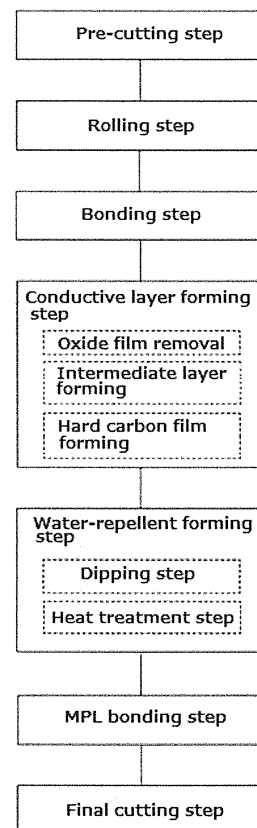 Pre-cutting step
Rolling step
Bonding step
Conductive layer forming
step
Oxide film removal
Intermediate layer
forming
Hard carbon film
forming
Water-repellent forming
step
Dipping step
Heat treatment step
MPL bonding step
Final cutting step